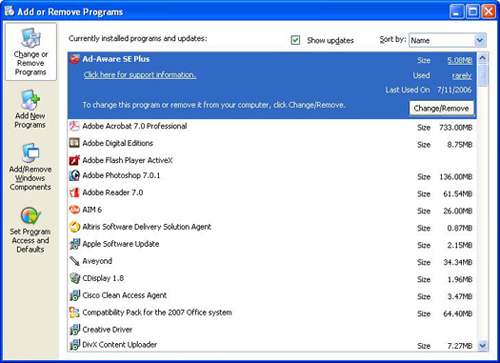 Add or Remove Programs
Change or
Remove
Programs
Add New
Programs
Add/Remove
Windows
Components
Set Program
Access and
Defaults
Currently installed programs and updates:
Show updates
Sort by: Name
Ad-Aware SE Plus Size 5.08MB
Click here for support information. Used rarely
Last Used On 7/11/2006
To change this program or remove it from your computer, click Change/Remove. Change/Remove
Adobe Acrobat 7.0 Professional Size 733.00MB
Adobe Digital Editions Size 8.75MB
Adobe Flash Player ActiveX
Adobe Photoshop 7.0.1 Size 136.00MB
Adobe Reader 7.0 Size 61.54MB
AIM 6 Size 26.00MB
Altiris Software Delivery Solution Agent Size 0.87MB
Apple Software Update Size 2.15MB
Aveyond Size 34.34MB
CDisplay 1.8 Size 1.96MB
Cisco Clean Access Agent Size 3.47MB
Compatibility Pack for the 2007 Office system Size 64.40MB
Creative Driver
DivX Content Uploader Size 7.27MB